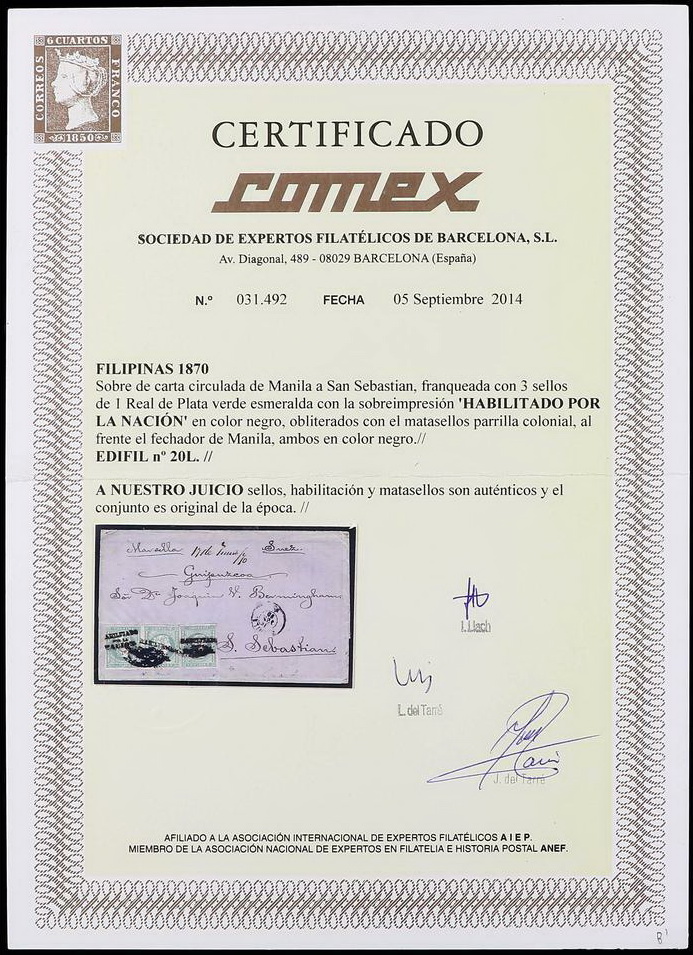 6 CUARTOS
CORREOS
FRANCO
1850
CERTIFICADO
comex
SOCIEDAD DE EXPERTOS FILATÉLICOS DE BARCELONA, S.L.
Av. Diagonal, 489 - 08029 BARCELONA (España)
N.º 031.492 FECHA 05 Septiembre 2014
FILIPINAS 1870
Sobre de carta circulada de Manila a San Sebastian, franqueada con 3 sellos
de 1 Real de Plata verde esmeralda con la sobreimpresión 'HABILITADO POR
LA NACIÓN' en color negro, obliterados con el matasellos parrilla colonial, al
frente el fechador de Manila, ambos en color negro.//
EDIFIL nº 20L. //
A NUESTRO JUICIO sellos, habilitación y matasellos son auténticos y el
conjunto es original de la época. //
Suez.
Guipuzcoa
Sor Dn Joaquin V. Bermingham
S. Sebastian
I. Llach
L. del Tarré
J. del Tarré
AFILIADO A LA ASOCIACIÓN INTERNACIONAL DE EXPERTOS FILATÉLICOS A I E P.
MIEMBRO DE LA ASOCIACIÓN NACIONAL DE EXPERTOS EN FILATELIA E HISTORIA POSTAL ANEF.